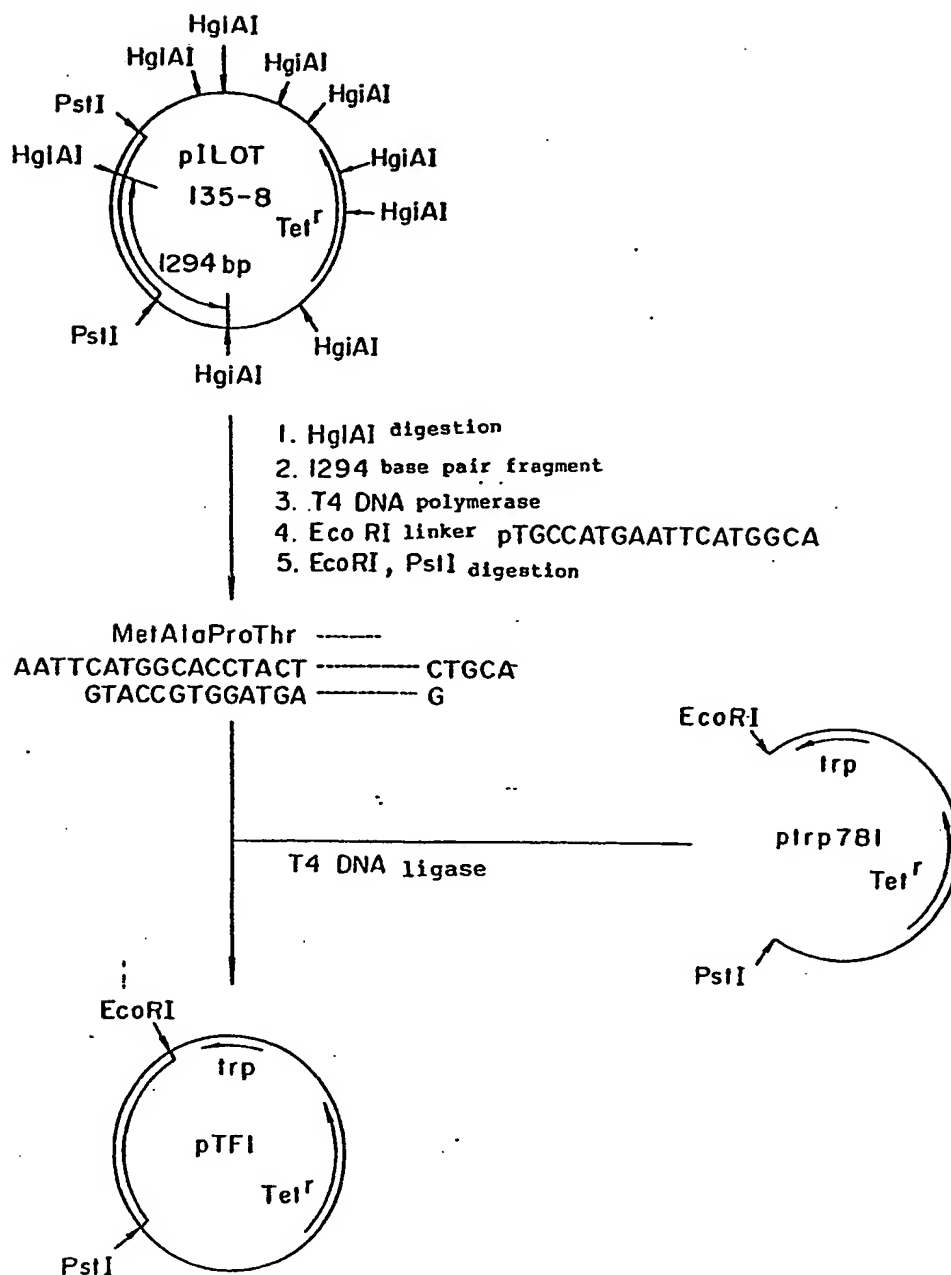 HgiAI
HgiAI
HgiAI
HgiAI
PstI
HgiAI
pILOT
135-8
HgiAI
HgiAI
Tet^r
1294 bp
PstI
HgiAI
HgiAI
1. HgiAI digestion
2. 1294 base pair fragment
3. T4 DNA polymerase
4. Eco RI linker pTGCCATGAATTCATGGCA
5. EcoRI, PstI digestion
MetAlaProThr -----
AATTCATGGCACCTACT ------- CTGCA
GTACCGTGGATGA ------- G
EcoRI
trp
ptrp781
Tet^r
T4 DNA ligase
PstI
EcoRI
trp
pTF1
Tet^r
PstI